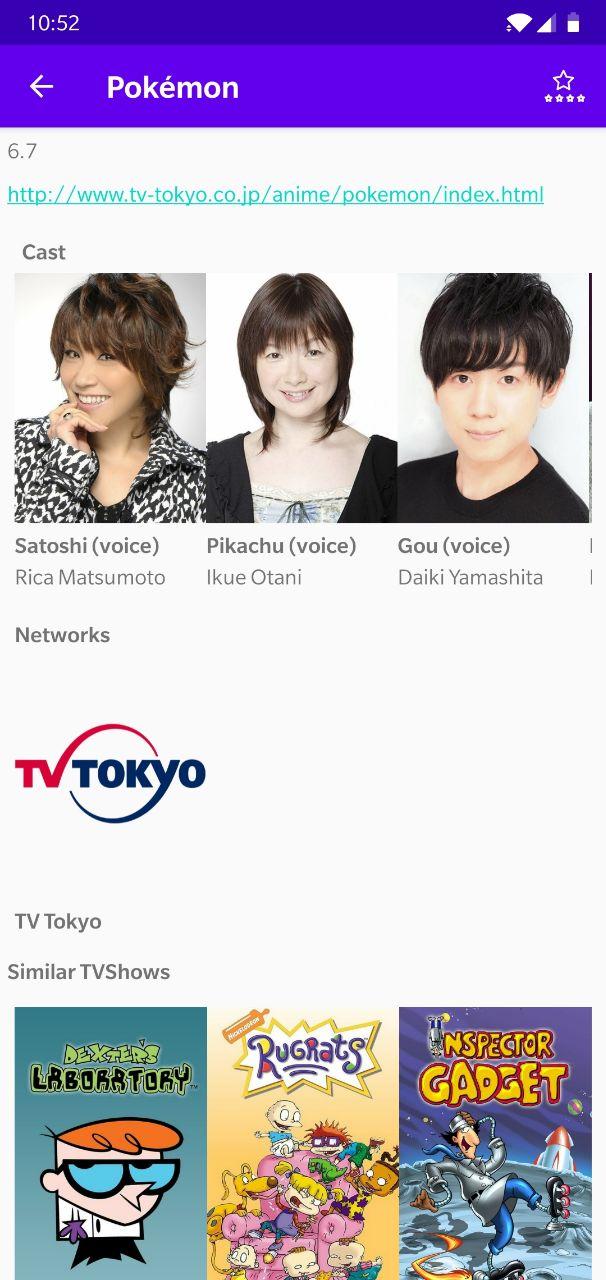 10:52
Pokémon
6.7
http://www.tv-tokyo.co.jp/anime/pokemon/index.html
Cast
Satoshi (voice)
Pikachu (voice)
Gou (voice)
Rica Matsumoto
Ikue Otani
Daiki Yamashita
Networks
TV TOKYO
TV Tokyo
Similar TVShows
DEXTER'S
LABORATORY
NICKELODEON
RUGRATS
INSPECTOR
GADGET